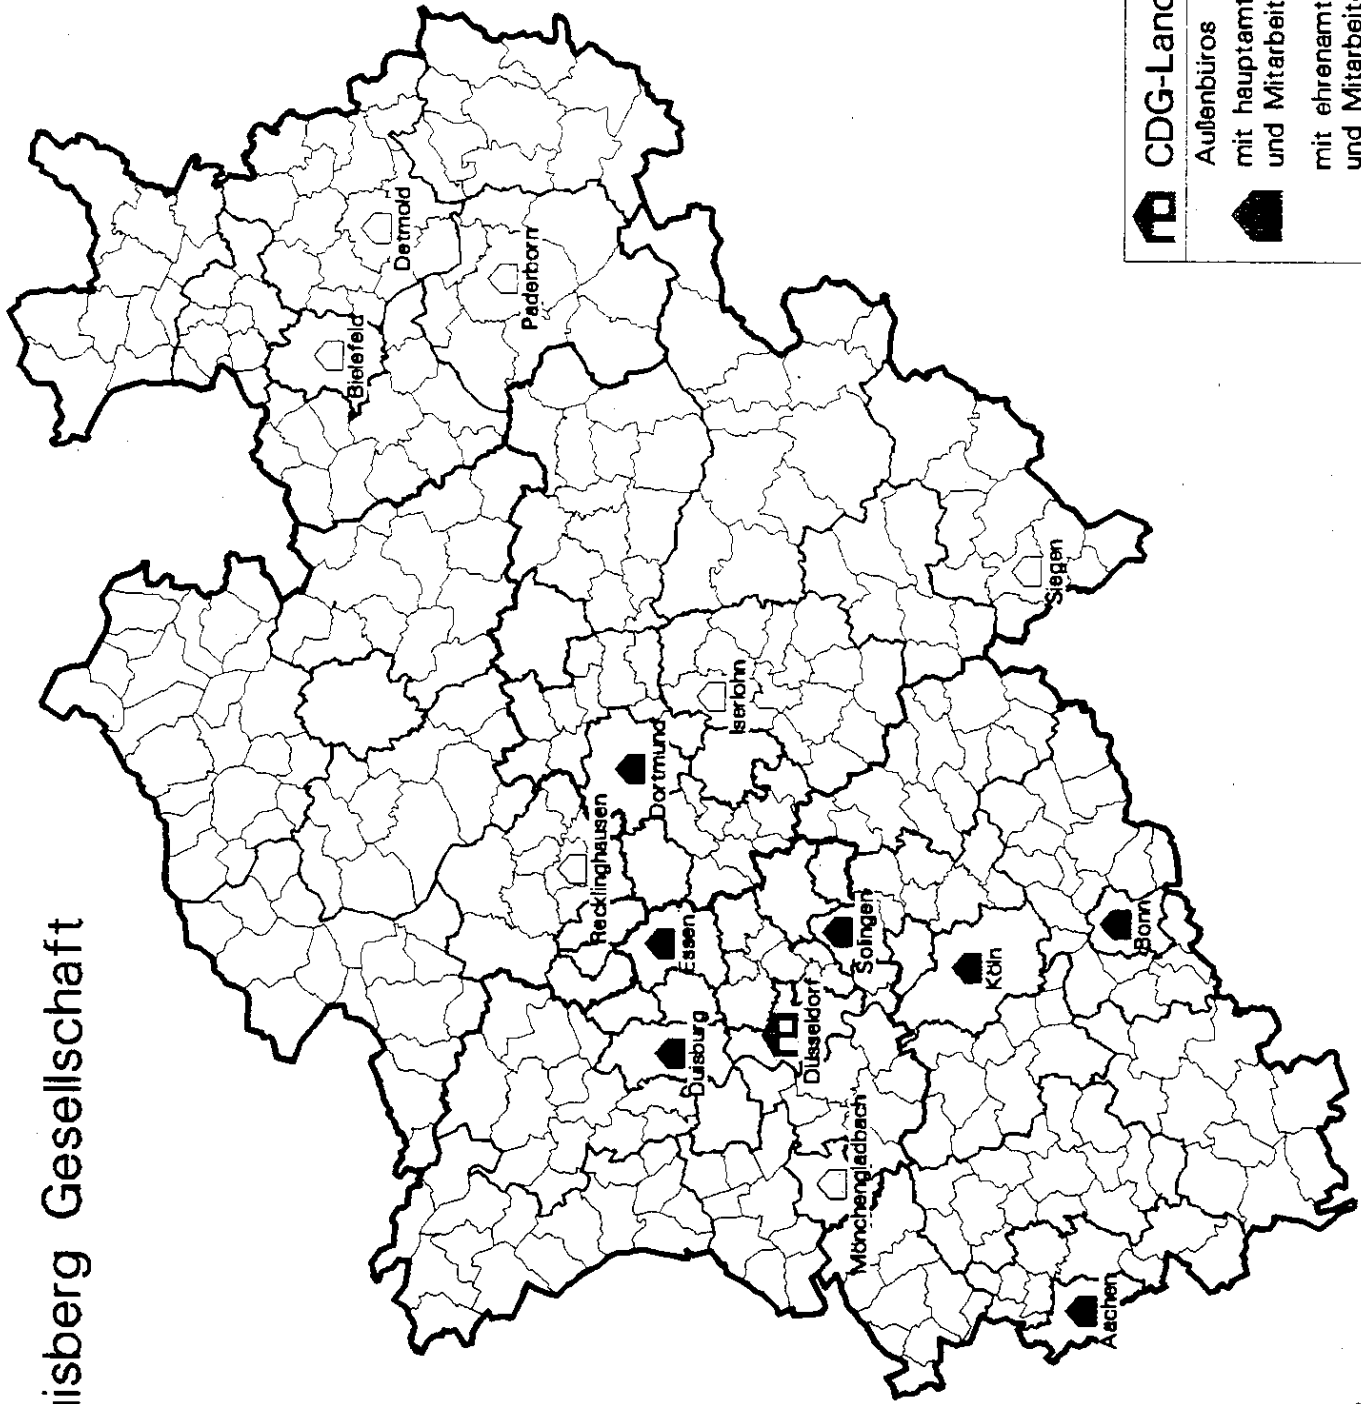 Gesellschaft
Bielefeld
Detmold
Paderborn
Recklinghausen
Dortmund
Iserlohn
Essen
Duisburg
Düsseldorf
Solingen
Mönchengladbach
Köln
Siegen
Bonn
Aachen
CDG-Land
Außenbüros
mit hauptamt
und Mitarbeit
mit ehrenamt
und Mitarbeit